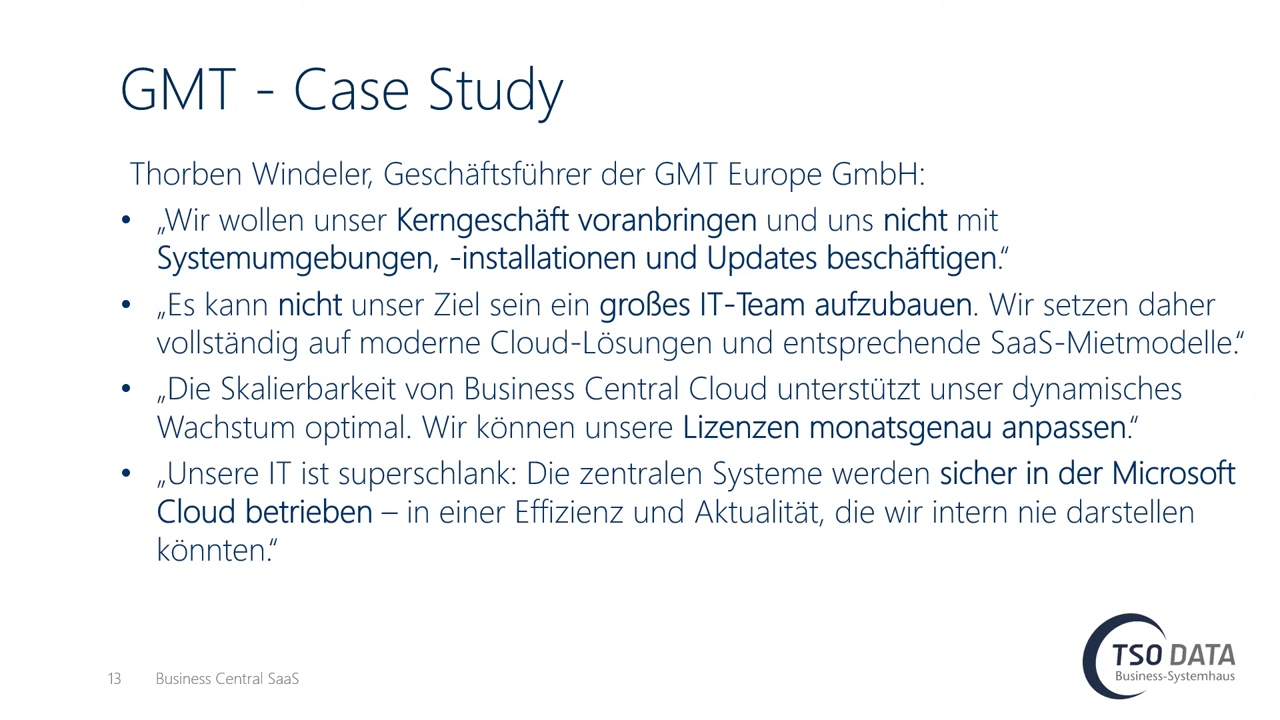 GMT - Case Study
Thorben Windeler, Geschäftsführer der GMT Europe GmbH:
• „Wir wollen unser Kerngeschäft voranbringen und uns nicht mit
Systemumgebungen, -installationen und Updates beschäftigen.“
• „Es kann nicht unser Ziel sein ein großes IT-Team aufzubauen. Wir setzen daher
vollständig auf moderne Cloud-Lösungen und entsprechende SaaS-Mietmodelle.“
• „Die Skalierbarkeit von Business Central Cloud unterstützt unser dynamisches
Wachstum optimal. Wir können unsere Lizenzen monatsgenau anpassen.“
• „Unsere IT ist superschlank: Die zentralen Systeme werden sicher in der Microsoft
Cloud betrieben – in einer Effizienz und Aktualität, die wir intern nie darstellen
könnten.“
13 Business Central SaaS
TSO DATA
Business-Systemhaus